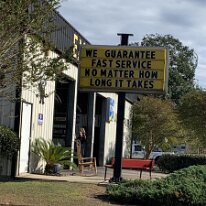 WE GUARANTEE
FAST SERVICE
NO MATTER HOW
LONG IT TAKES